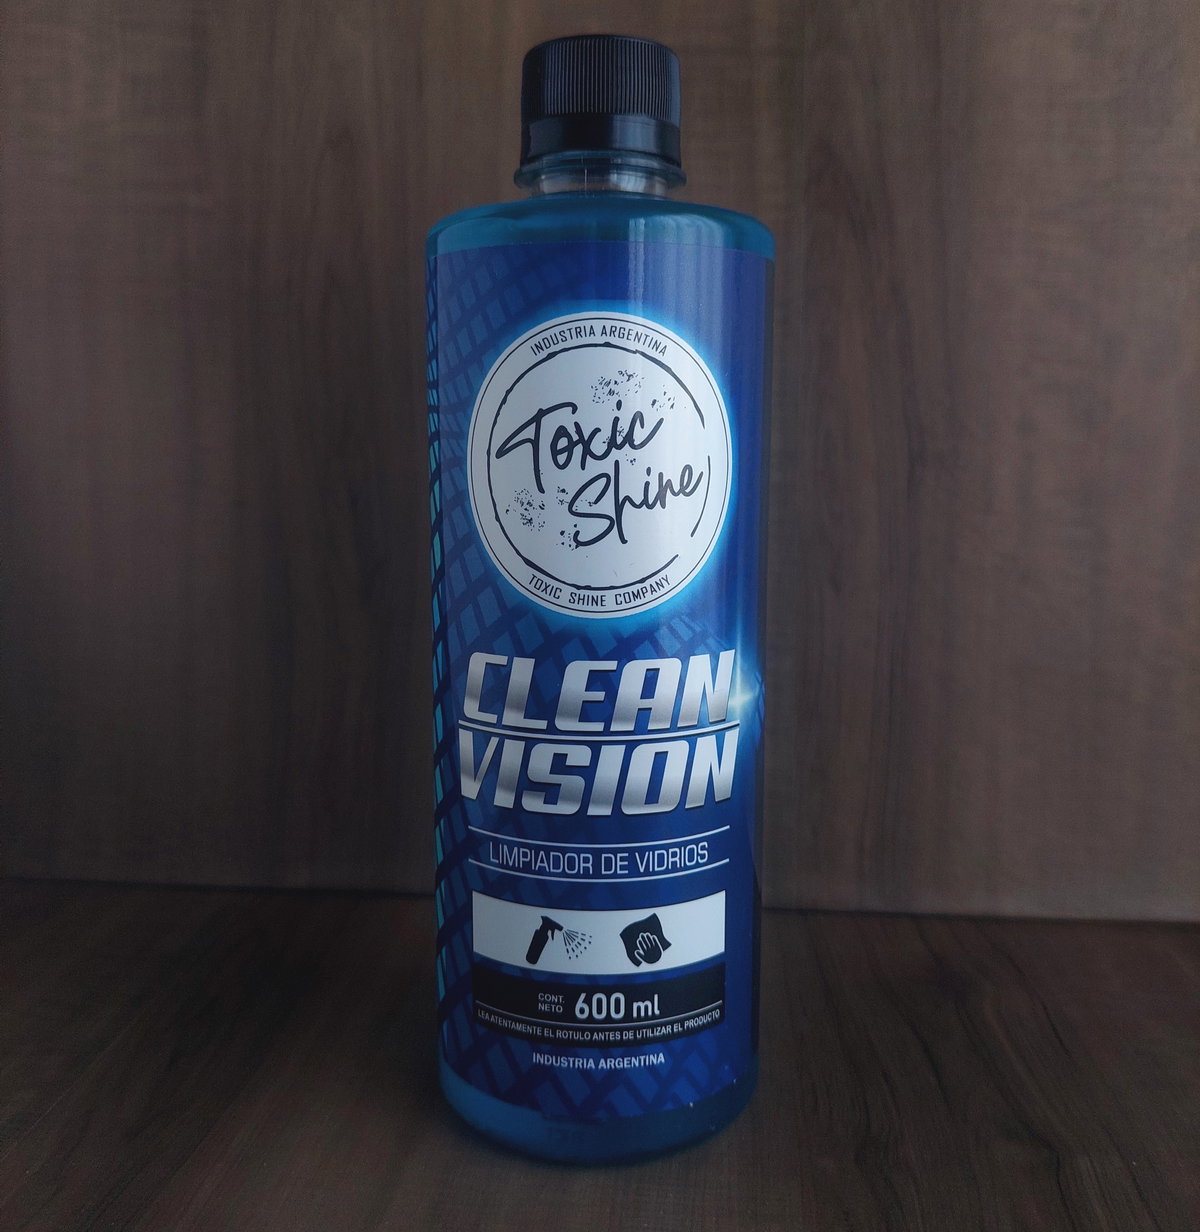 INDUSTRIA ARGENTINA
Toxic
Shine
TOXIC SHINE COMPANY
CLEAN
VISION
LIMPIADOR DE VIDRIOS
CONT.
NETO 600 ml
LEA ATENTAMENTE EL ROTULO ANTES DE UTILIZAR EL PRODUCTO
INDUSTRIA ARGENTINA